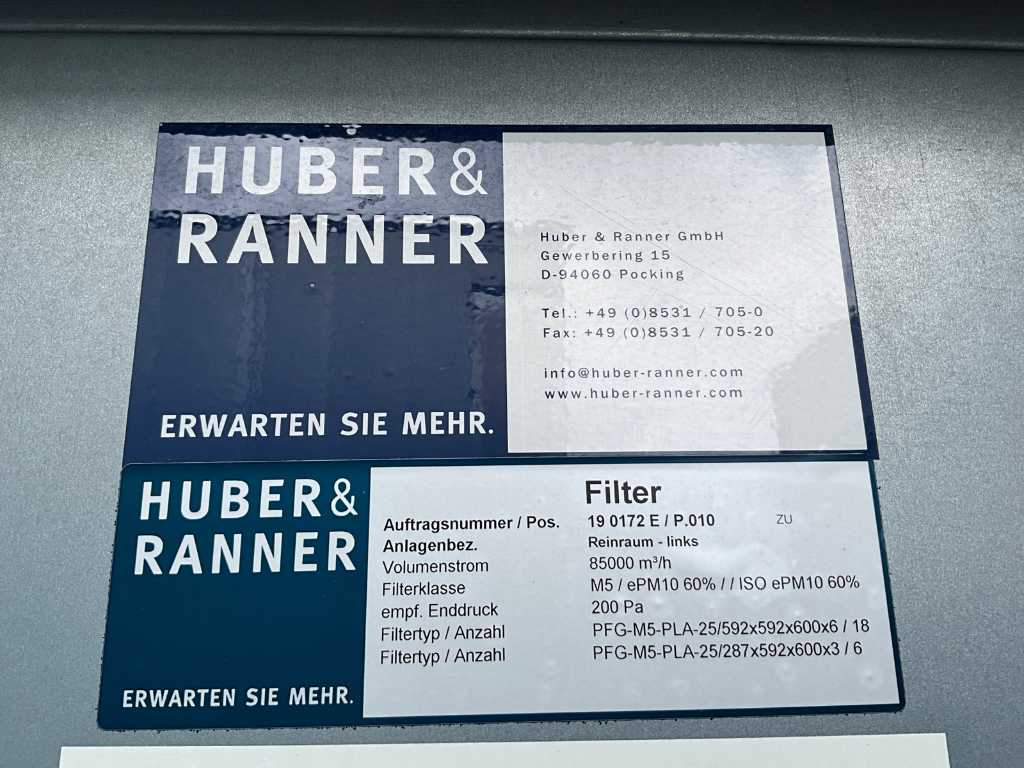 HUBER &
RANNER
ERWARTEN SIE MEHR.
Huber & Ranner GmbH
Gewerbering 15
D-94060 Pocking
Tel.: +49 (0)8531 / 705-0
Fax: +49 (0)8531 / 705-20
info@huber-ranner.com
www.huber-ranner.com
HUBER &
RANNER
ERWARTEN SIE MEHR.
Filter
Auftragsnummer / Pos. 19 0172 E / P.010 ZU
Anlagenbez. Reinraum - links
Volumenstrom 85000 m³/h
Filterklasse M5 / ePM10 60% / / ISO ePM10 60%
empf. Enddruck 200 Pa
Filtertyp / Anzahl PFG-M5-PLA-25/592x592x600x6 / 18
Filtertyp / Anzahl PFG-M5-PLA-25/287x592x600x3 / 6